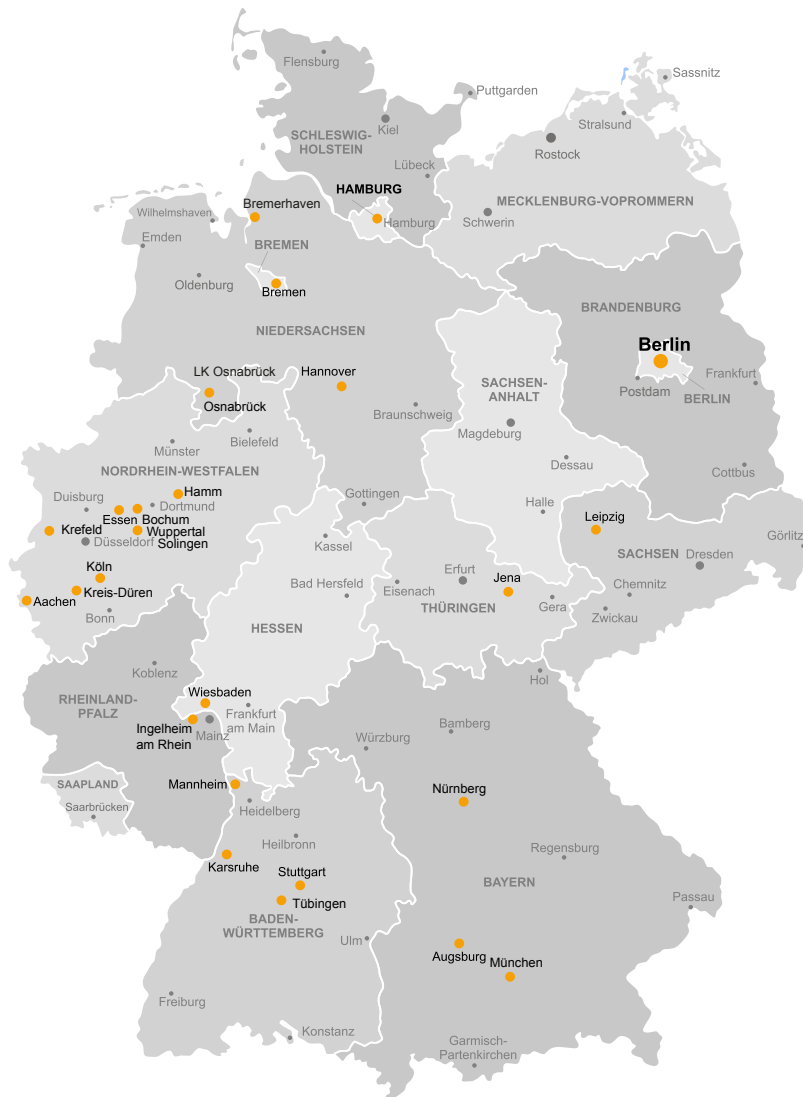 Flensburg
Sassnitz
Puttgarden
Stralsund
Kiel
SCHLESWIG-
HOLSTEIN
Rostock
Lübeck
HAMBURG
MECKLENBURG-VOPROMMERN
Bremerhaven
Wilhelmshaven
Hamburg
Schwerin
Emden
BREMEN
Oldenburg
Bremen
BRANDENBURG
NIEDERSACHSEN
Berlin
LK Osnabrück
Hannover
Frankfurt
SACHSEN-
ANHALT
Postdam
BERLIN
Osnabrück
Braunschweig
Magdeburg
Bielefeld
Münster
Dessau
NORDRHEIN-WESTFALEN
Cottbus
Hamm
Duisburg
Gottingen
Dortmund
Halle
Essen
Bochum
Leipzig
Krefeld
Wuppertal
Görlitz
Düsseldorf
Solingen
Kassel
SACHSEN
Dresden
Köln
Erfurt
Jena
Bad Hersfeld
Eisenach
Chemnitz
Kreis-Düren
Aachen
THÜRINGEN
Gera
Zwickau
Bonn
HESSEN
Koblenz
Hol
Wiesbaden
RHEINLAND-
PFALZ
Frankfurt
am Main
Ingelheim
am Rhein
Mainz
Bamberg
Würzburg
SAAPLAND
Mannheim
Nürnberg
Saarbrücken
Heidelberg
Heilbronn
Regensburg
Karsruhe
Stuttgart
BAYERN
Tübingen
Passau
BADEN-
WÜRTTEMBERG
Ulm
Augsburg
München
Freiburg
Konstanz
Garmisch-
Partenkirchen